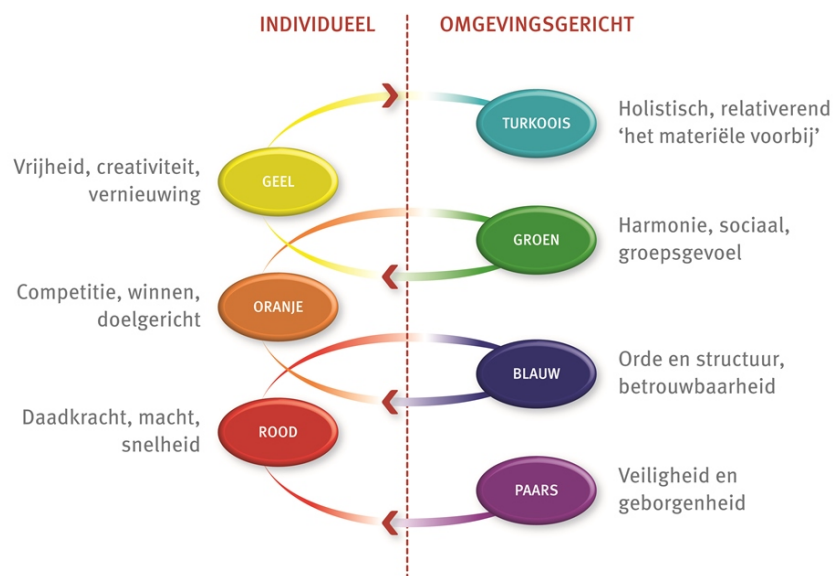 INDIVIDUEEL
OMGEVINGSGERICHT
TURKOOIS
Holistisch, relativerend
‘het materiële voorbij’
Vrijheid, creativiteit,
vernieuwing
GEEL
GROEN
Harmonie, sociaal,
groepsgevoel
Competitie, winnen,
doelgericht
ORANJE
BLAUW
Orde en structuur,
betrouwbaarheid
Daadkracht, macht,
snelheid
ROOD
PAARS
Veiligheid en
geborgenheid